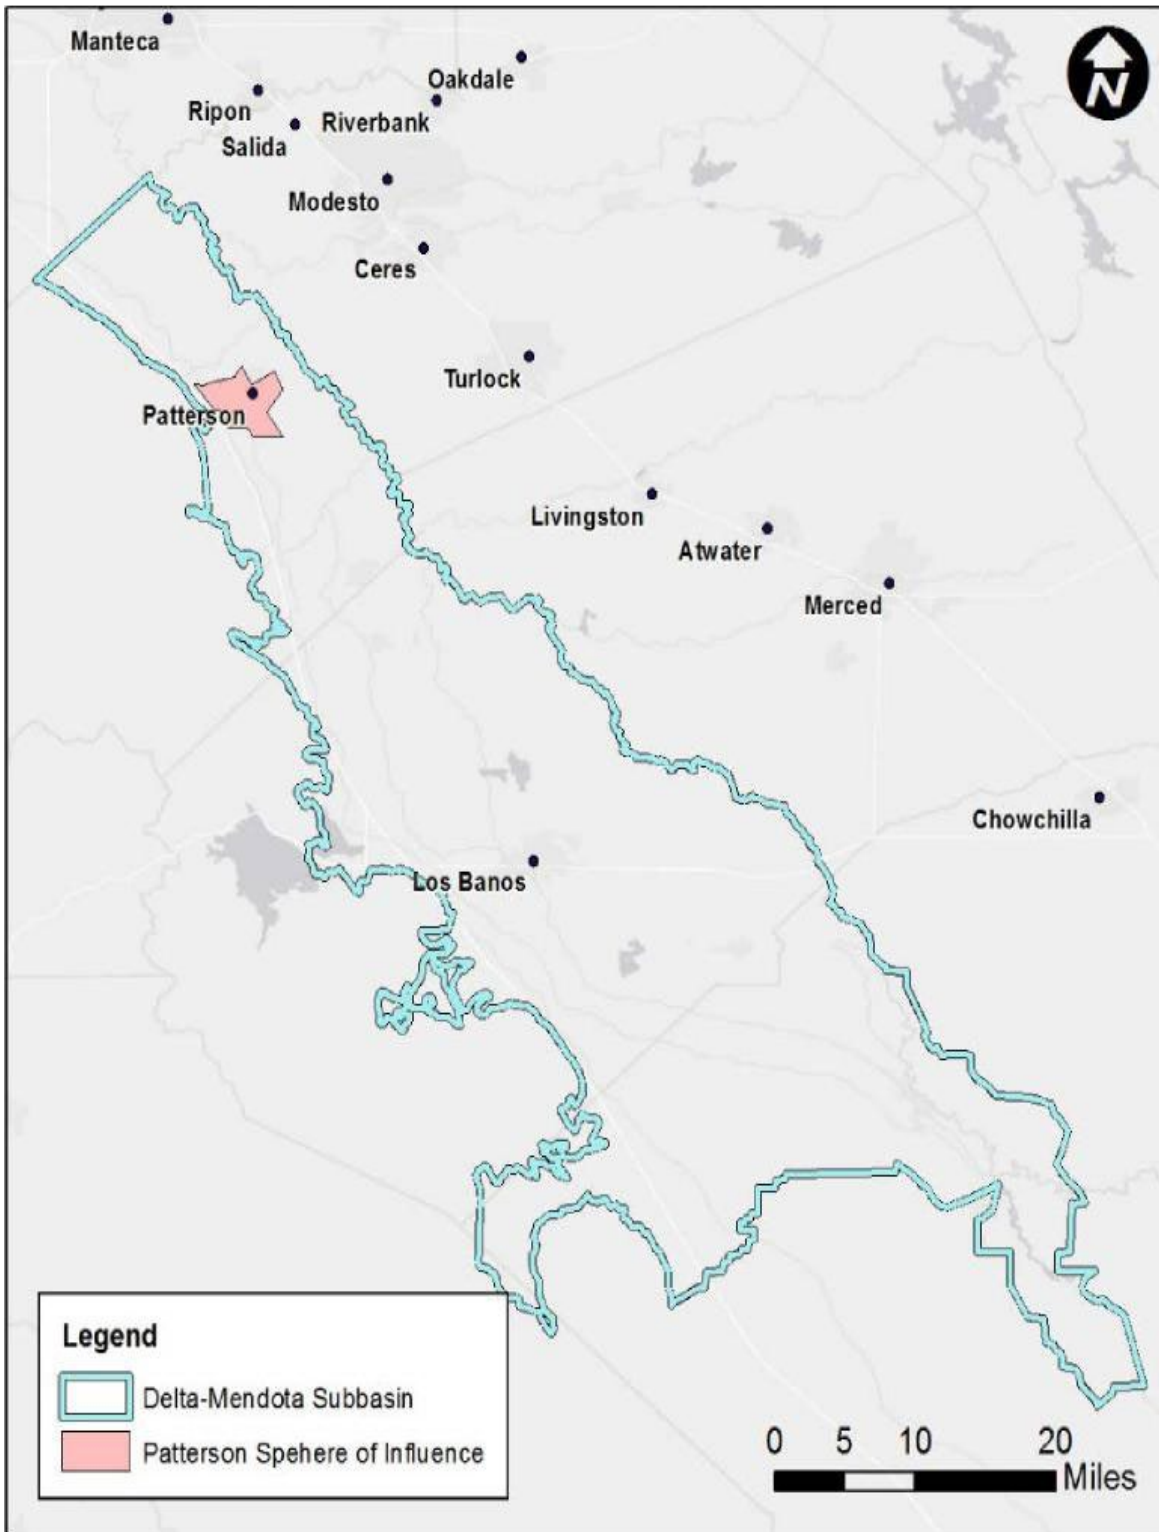 Manteca
Oakdale
N
Ripon
Riverbank
Salida
Modesto
Ceres
Turlock
Patterson
Livingston
Atwater
Merced
Chowchilla
Los Banos
Legend
Delta-Mendota Subbasin
Patterson Spehere of Influence
0 5 10 20
Miles